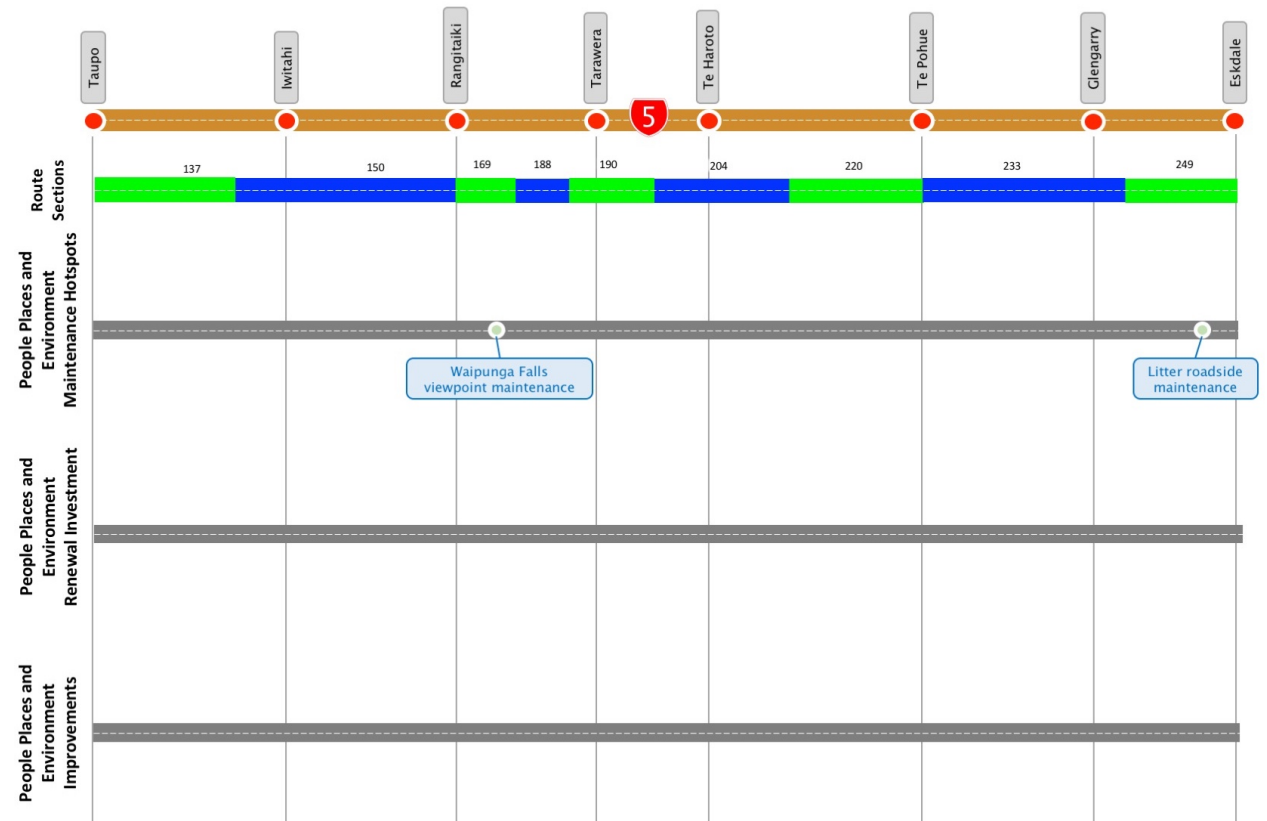 Taupo
Iwitahi
Rangitaiki
Tarawera
Te Haroto
Te Pohue
Glengarry
Eskdale
5
Route
Sections
137
150
169
188
190
204
220
233
249
People Places and
Environment
Maintenance Hotspots
Waipunga Falls
viewpoint maintenance
Litter roadside
maintenance
People Places and
Environment
Renewal Investment
People Places and
Environment
Improvements